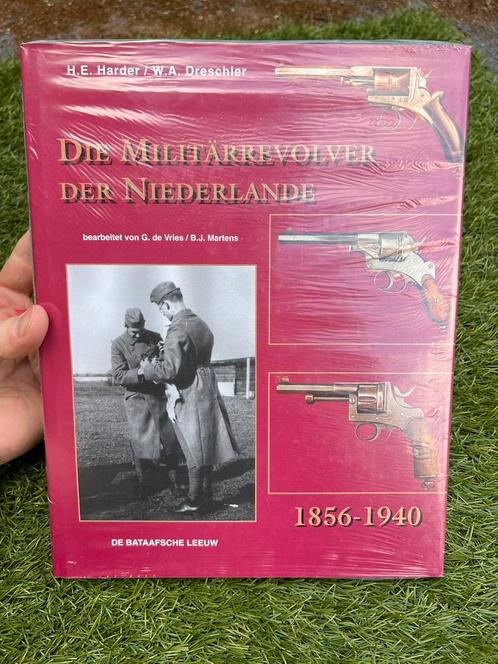 H.E. Harder / W.A. Dreschler
DIE MILITÄRREVOLVER
DER NIEDERLANDE
bearbeitet von G. de Vries / B.J. Martens
1856-1940
DE BATAAFSCHE LEEUW